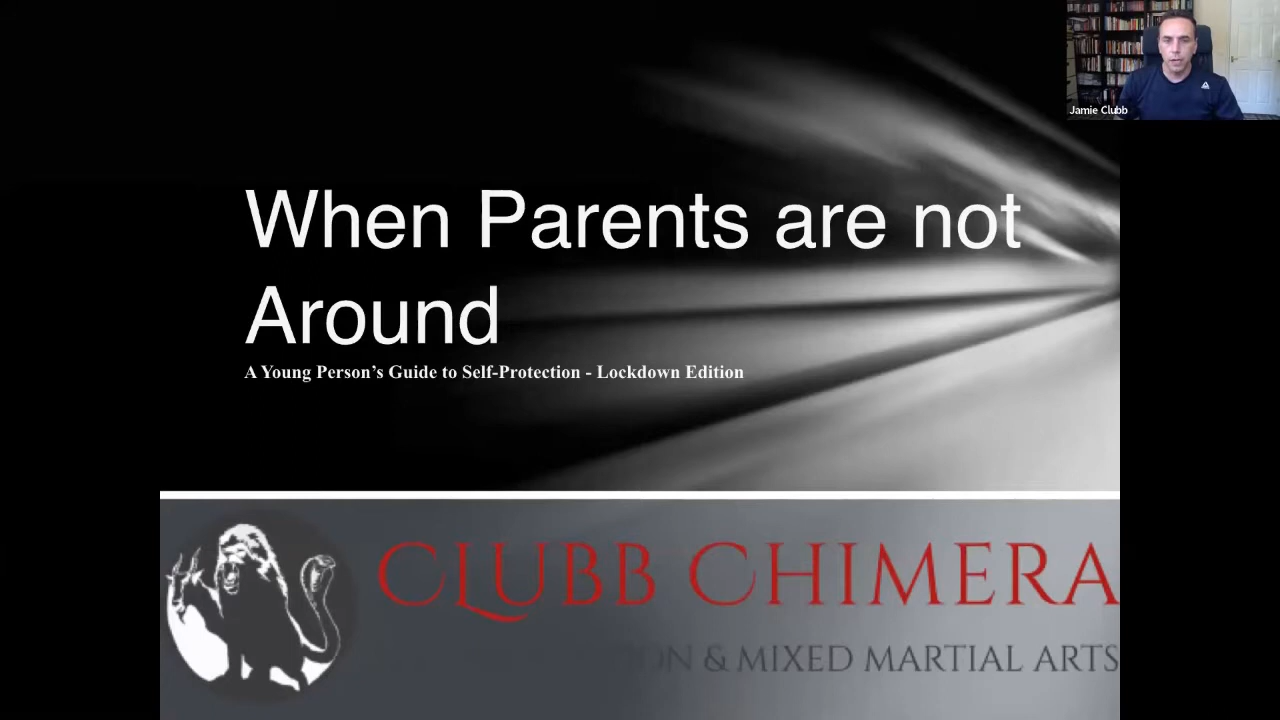 Jamie Clubb
When Parents are not
Around
A Young Person's Guide to Self-Protection - Lockdown Edition
CLUBB CHIMERA
& MIXED MARTIAL ARTS